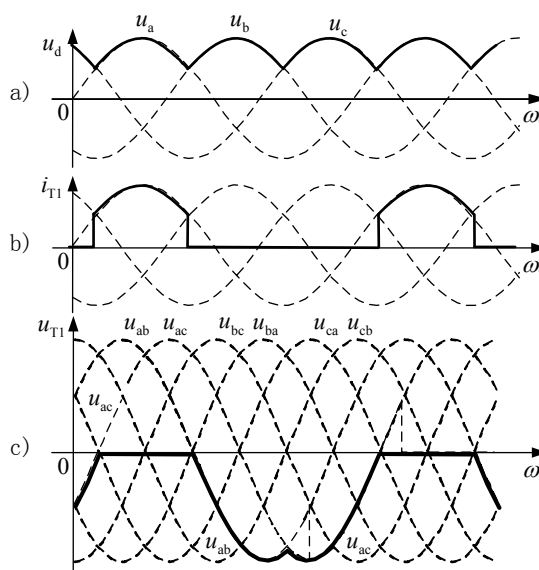 u_a u_b u_c
u_d
a)
0 ω
i_T1
b)
0 ω
u_T1 u_ab u_ac u_bc u_ba u_ca u_cb
u_ac
c)
0 ω
u_ab u_ac